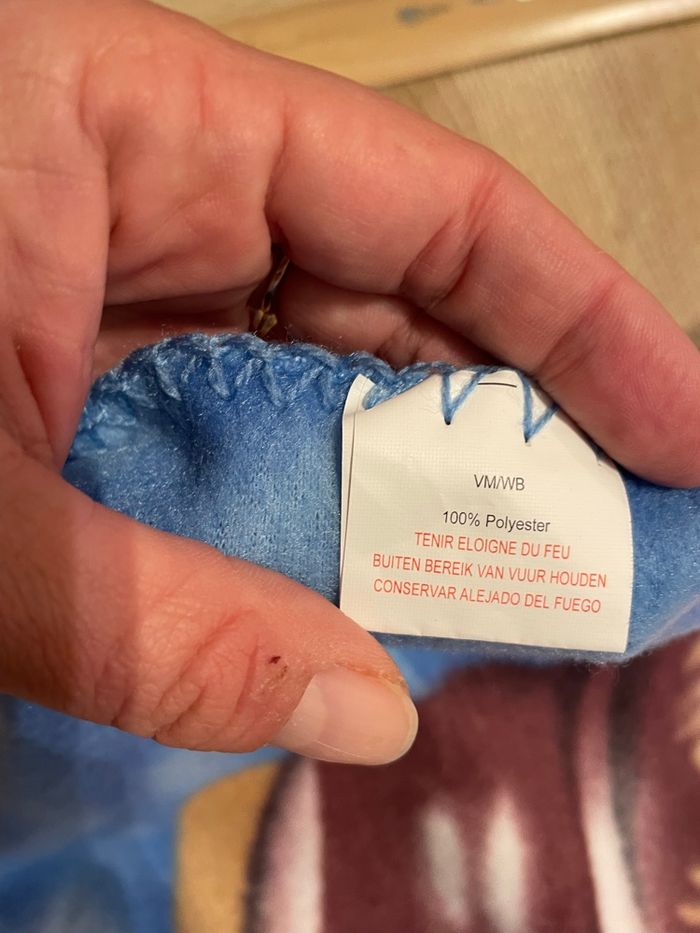 VM/WB
100% Polyester
TENIR ELOIGNE DU FEU
BUITEN BEREIK VAN VUUR HOUDEN
CONSERVAR ALEJADO DEL FUEGO